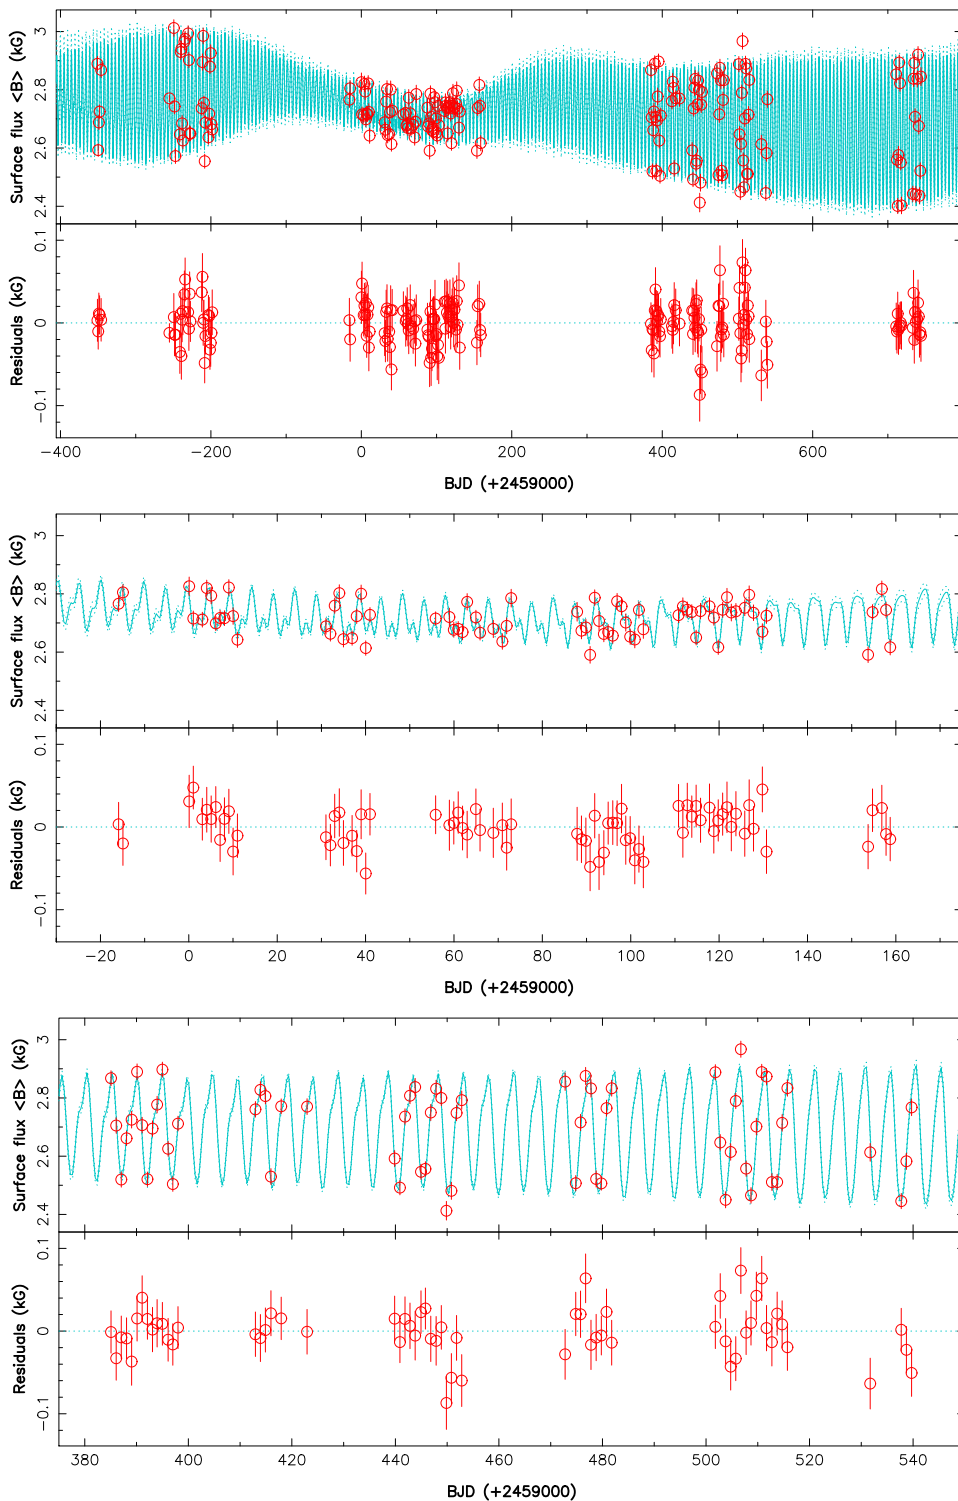 Surface flux <B> (kG)
3
2.8
2.6
2.4
Residuals (kG)
0.1
0
−0.1
−400 −200 0 200 400 600
BJD (+2459000)
Surface flux <B> (kG)
3
2.8
2.6
2.4
Residuals (kG)
0.1
0
−0.1
−20 0 20 40 60 80 100 120 140 160
BJD (+2459000)
Surface flux <B> (kG)
3
2.8
2.6
2.4
Residuals (kG)
0.1
0
−0.1
380 400 420 440 460 480 500 520 540
BJD (+2459000)